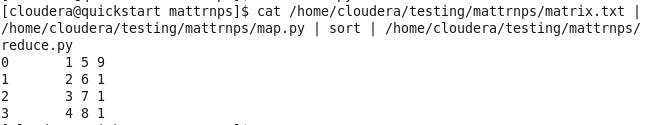 [cloudera@quickstart mattrnps]$ cat /home/cloudera/testing/mattrnps/matrix.txt |
/home/cloudera/testing/mattrnps/map.py | sort | /home/cloudera/testing/mattrnps/
reduce.py
0 1 5 9
1 2 6 1
2 3 7 1
3 4 8 1